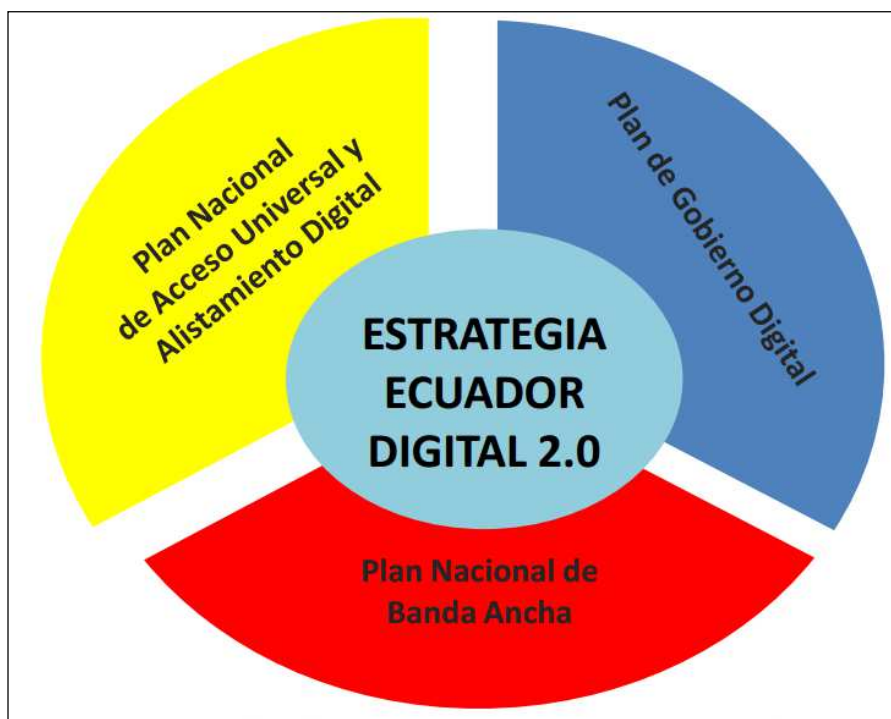 Plan Nacional
de Acceso Universal y
Alistamiento Digital
Plan de Gobierno Digital
ESTRATEGIA
ECUADOR
DIGITAL 2.0
Plan Nacional de
Banda Ancha